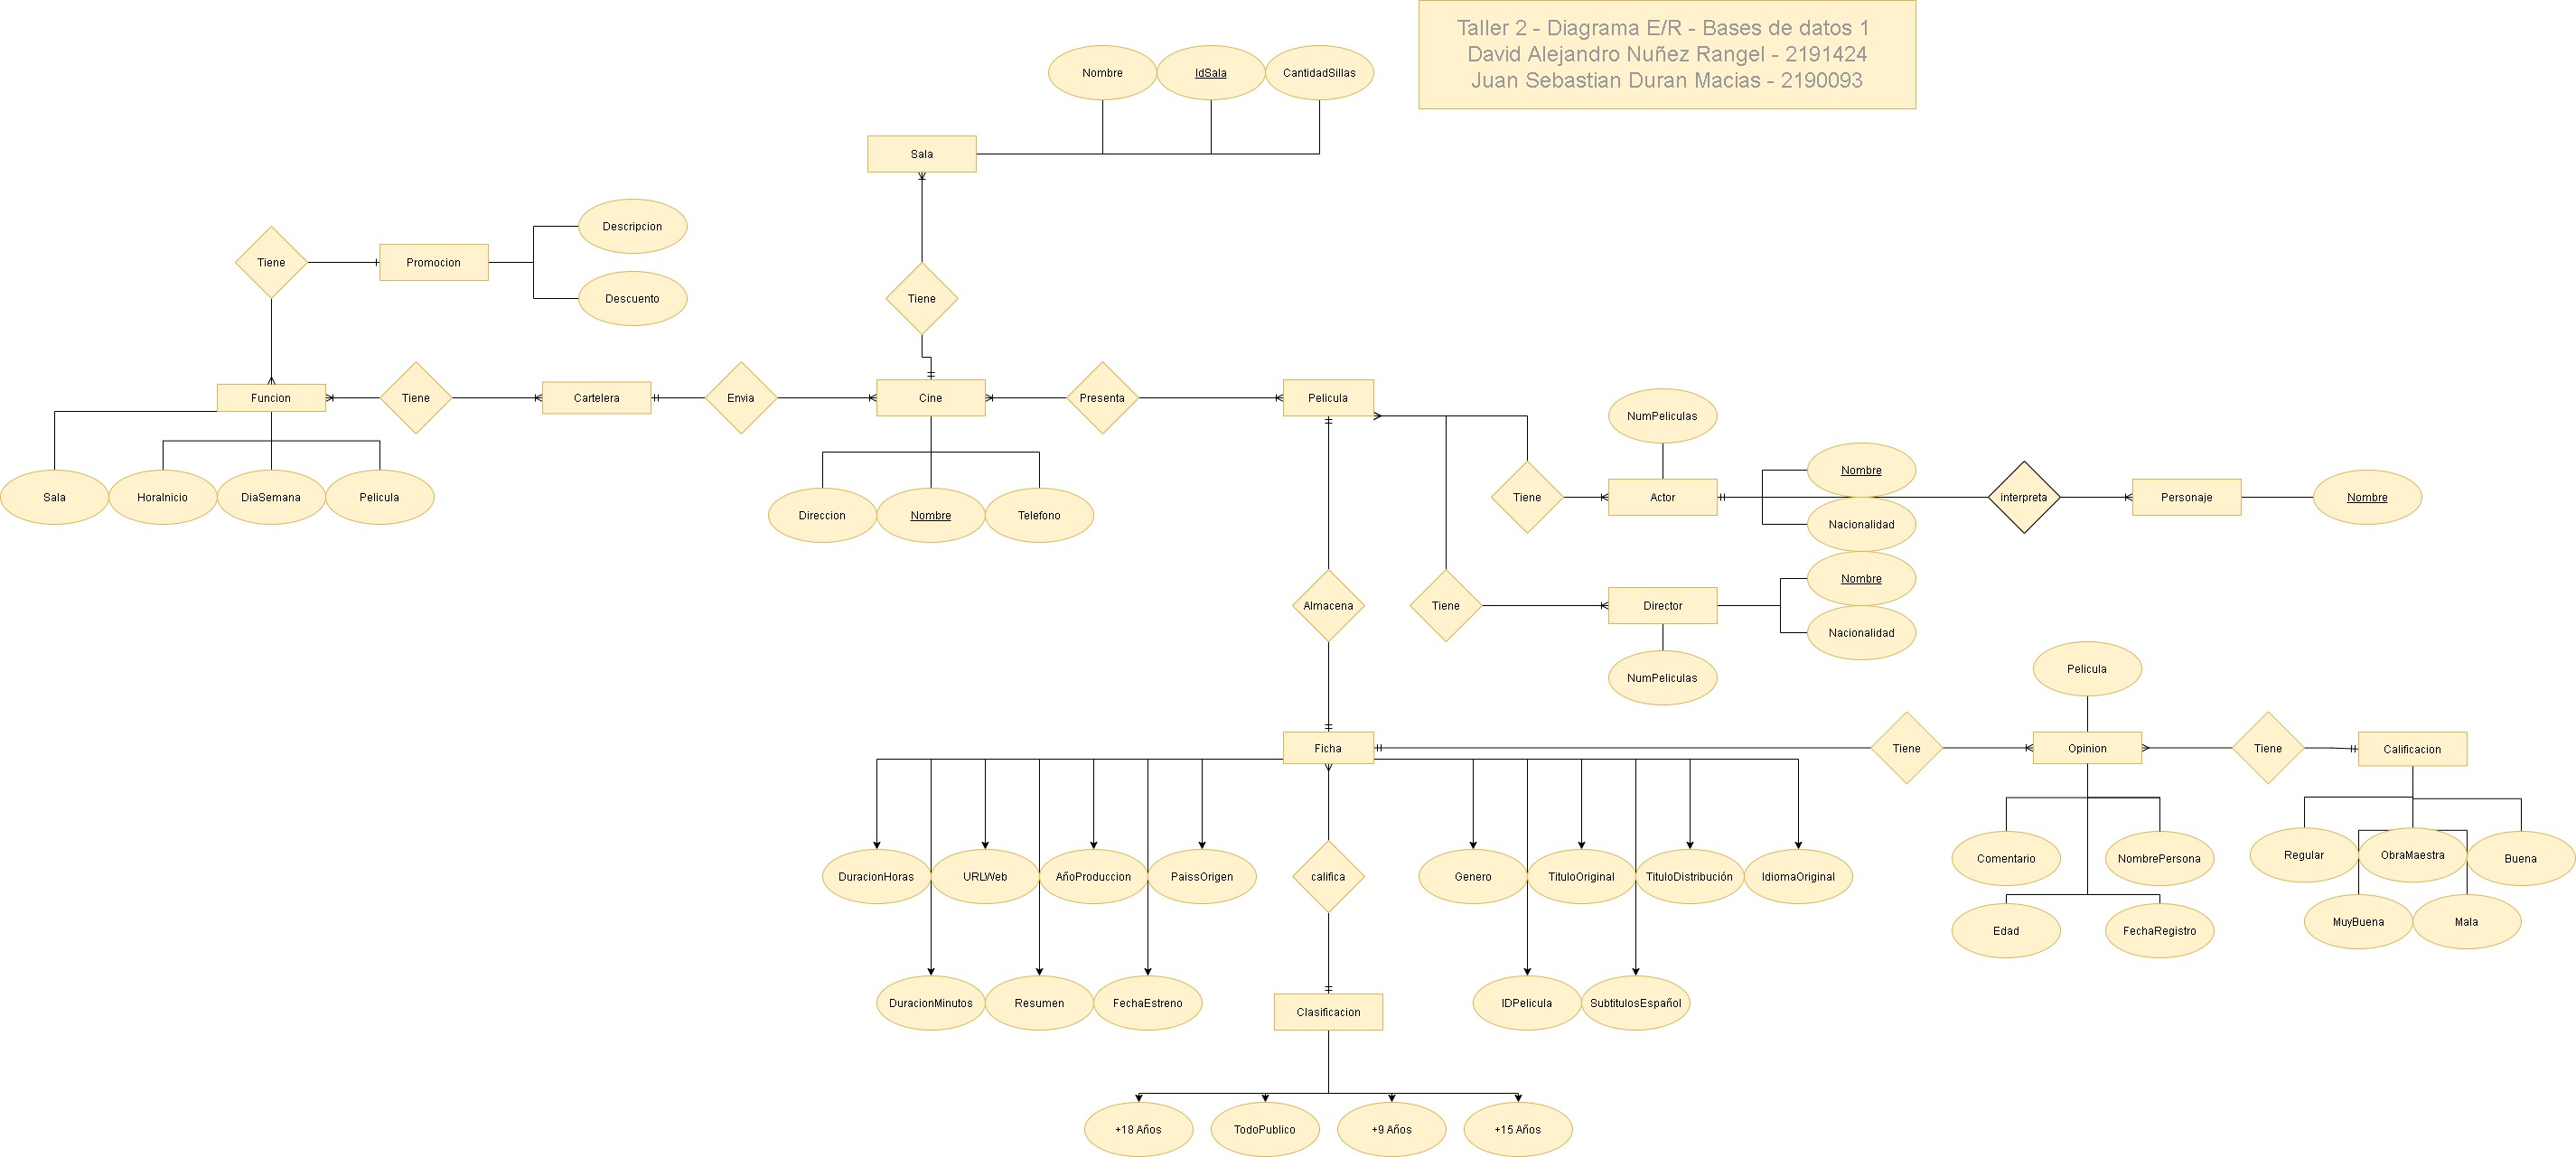 Taller 2 - Diagrama E/R - Bases de datos 1
David Alejandro Nuñez Rangel - 2191424
Juan Sebastian Duran Macias - 2190093
Nombre
IdSala
CantidadSillas
Sala
Descripcion
Tiene
Promocion
Descuento
Tiene
Funcion
Tiene
Cartelera
Envia
Cine
Presenta
Pelicula
NumPeliculas
Nombre
Sala
HoraInicio
DiaSemana
Pelicula
Direccion
Nombre
Telefono
Tiene
Actor
interpreta
Personaje
Nombre
Nacionalidad
Nombre
Almacena
Tiene
Director
Nacionalidad
NumPeliculas
Pelicula
Ficha
Tiene
Opinion
Tiene
Calificacion
DuracionHoras
URLWeb
AñoProduccion
PaissOrigen
califica
Genero
TituloOriginal
TituloDistribución
IdiomaOriginal
Comentario
NombrePersona
Regular
ObraMaestra
Buena
Edad
FechaRegistro
MuyBuena
Mala
DuracionMinutos
Resumen
FechaEstreno
Clasificacion
IDPelicula
SubtitulosEspañol
+18 Años
TodoPublico
+9 Años
+15 Años